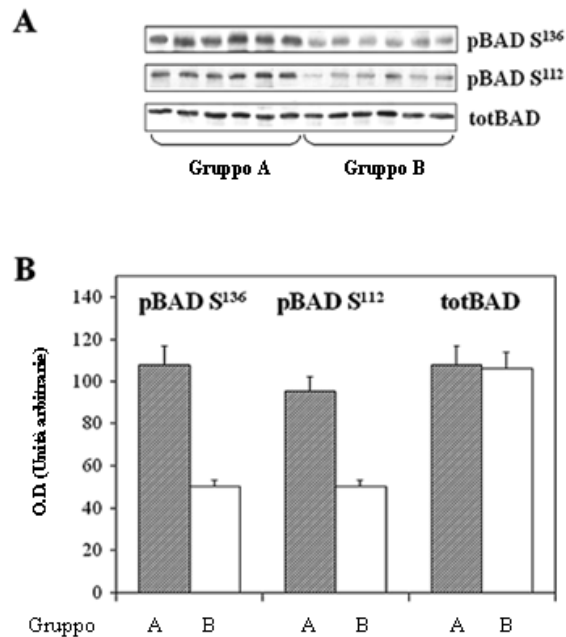 A
pBAD S¹³⁶
pBAD S¹¹²
totBAD
Gruppo A Gruppo B
B
pBAD S¹³⁶ pBAD S¹¹² totBAD
O.D. (Unità arbitrarie)
140
120
100
80
60
40
20
0
Gruppo A B A B A B